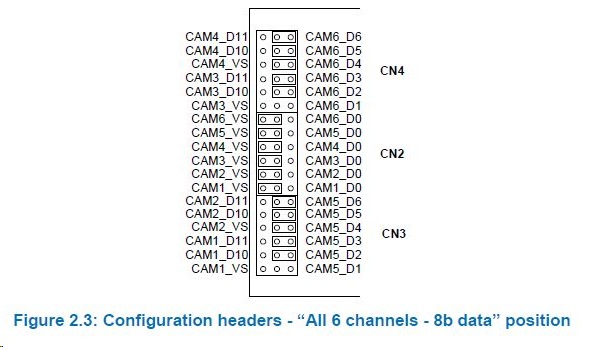 CAM4_D11 CAM6_D6
CAM4_D10 CAM6_D5
CAM4_VS CAM6_D4
CN4
CAM3_D11 CAM6_D3
CAM3_D10 CAM6_D2
CAM3_VS CAM6_D1
CAM6_VS CAM6_D0
CAM5_VS CAM5_D0
CAM4_VS CAM4_D0
CN2
CAM3_VS CAM3_D0
CAM2_VS CAM2_D0
CAM1_VS CAM1_D0
CAM2_D11 CAM5_D6
CAM2_D10 CAM5_D5
CAM2_VS CAM5_D4
CN3
CAM1_D11 CAM5_D3
CAM1_D10 CAM5_D2
CAM1_VS CAM5_D1
Figure 2.3: Configuration headers - “All 6 channels - 8b data” position